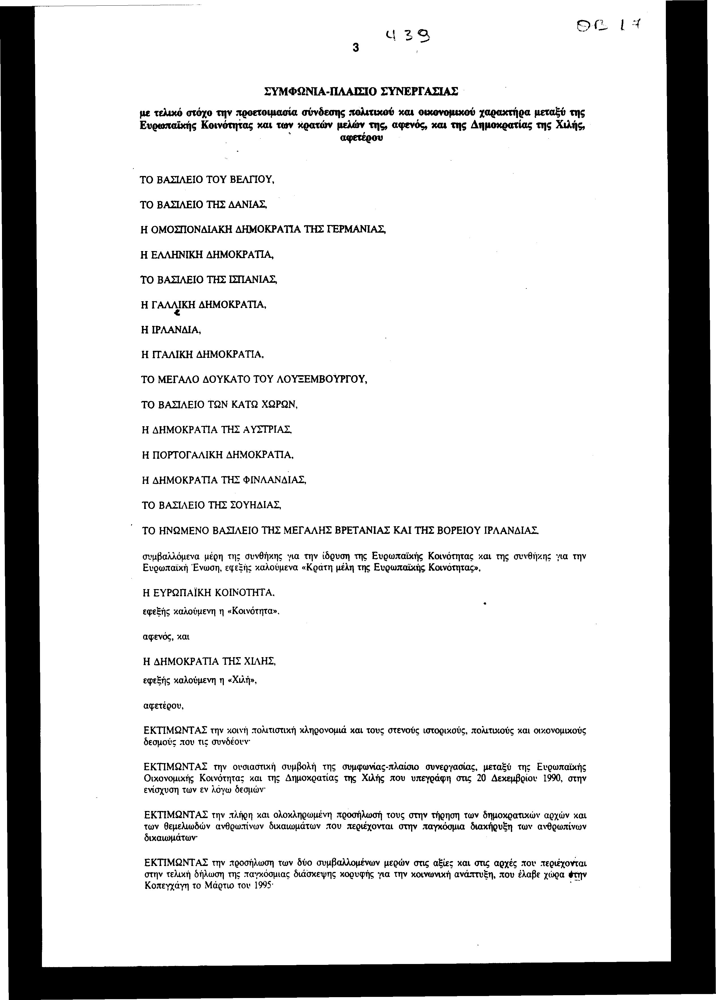 439
3
ΣΥΜΦΩΝΙΑ-ΠΛΑΙΣΙΟ ΣΥΝΕΡΓΑΣΙΑΣ
με τελικό στόχο την προετοιμασία σύνδεσης πολιτικού και οικονομικού χαρακτήρα μεταξύ της
Ευρωπαϊκής Κοινότητας και των κρατών μελών της, αφενός, και της Δημοκρατίας της Χιλής,
αφετέρου
ΤΟ ΒΑΣΙΛΕΙΟ ΤΟΥ ΒΕΛΓΙΟΥ,
ΤΟ ΒΑΣΙΛΕΙΟ ΤΗΣ ΔΑΝΙΑΣ,
Η ΟΜΟΣΠΟΝΔΙΑΚΗ ΔΗΜΟΚΡΑΤΙΑ ΤΗΣ ΓΕΡΜΑΝΙΑΣ,
Η ΕΛΛΗΝΙΚΗ ΔΗΜΟΚΡΑΤΙΑ,
ΤΟ ΒΑΣΙΛΕΙΟ ΤΗΣ ΙΣΠΑΝΙΑΣ,
Η ΓΑΛΛΙΚΗ ΔΗΜΟΚΡΑΤΙΑ,
Η ΙΡΛΑΝΔΙΑ,
Η ΙΤΑΛΙΚΗ ΔΗΜΟΚΡΑΤΙΑ,
ΤΟ ΜΕΓΑΛΟ ΔΟΥΚΑΤΟ ΤΟΥ ΛΟΥΞΕΜΒΟΥΡΓΟΥ,
ΤΟ ΒΑΣΙΛΕΙΟ ΤΩΝ ΚΑΤΩ ΧΩΡΩΝ,
Η ΔΗΜΟΚΡΑΤΙΑ ΤΗΣ ΑΥΣΤΡΙΑΣ,
Η ΠΟΡΤΟΓΑΛΙΚΗ ΔΗΜΟΚΡΑΤΙΑ,
Η ΔΗΜΟΚΡΑΤΙΑ ΤΗΣ ΦΙΝΛΑΝΔΙΑΣ,
ΤΟ ΒΑΣΙΛΕΙΟ ΤΗΣ ΣΟΥΗΔΙΑΣ,
ΤΟ ΗΝΩΜΕΝΟ ΒΑΣΙΛΕΙΟ ΤΗΣ ΜΕΓΑΛΗΣ ΒΡΕΤΑΝΙΑΣ ΚΑΙ ΤΗΣ ΒΟΡΕΙΟΥ ΙΡΛΑΝΔΙΑΣ,
συμβαλλόμενα μέρη της συνθήκης για την ίδρυση της Ευρωπαϊκής Κοινότητας και της συνθήκης για την
Ευρωπαϊκή Ένωση, εφεξής καλούμενα «Κράτη μέλη της Ευρωπαϊκής Κοινότητας»,
Η ΕΥΡΩΠΑΪΚΗ ΚΟΙΝΟΤΗΤΑ,
εφεξής καλούμενη η «Κοινότητα»,
αφενός, και
Η ΔΗΜΟΚΡΑΤΙΑ ΤΗΣ ΧΙΛΗΣ,
εφεξής καλούμενη η «Χιλή»,
αφετέρου,
ΕΚΤΙΜΩΝΤΑΣ την κοινή πολιτιστική κληρονομιά και τους στενούς ιστορικούς, πολιτικούς και οικονομικούς
δεσμούς που τις συνδέουν·
ΕΚΤΙΜΩΝΤΑΣ την ουσιαστική συμβολή της συμφωνίας-πλαίσιο συνεργασίας, μεταξύ της Ευρωπαϊκής
Οικονομικής Κοινότητας και της Δημοκρατίας της Χιλής που υπεγράφη στις 20 Δεκεμβρίου 1990, στην
ενίσχυση των εν λόγω δεσμών·
ΕΚΤΙΜΩΝΤΑΣ την πλήρη και ολοκληρωμένη προσήλωσή τους στην τήρηση των δημοκρατικών αρχών και
των θεμελιωδών ανθρωπίνων δικαιωμάτων που περιέχονται στην παγκόσμια διακήρυξη των ανθρωπίνων
δικαιωμάτων·
ΕΚΤΙΜΩΝΤΑΣ την προσήλωση των δύο συμβαλλομένων μερών στις αξίες και στις αρχές που περιέχονται
στην τελική δήλωση της παγκόσμιας διάσκεψης κορυφής για την κοινωνική ανάπτυξη, που έλαβε χώρα στην
Κοπεγχάγη το Μάρτιο του 1995·